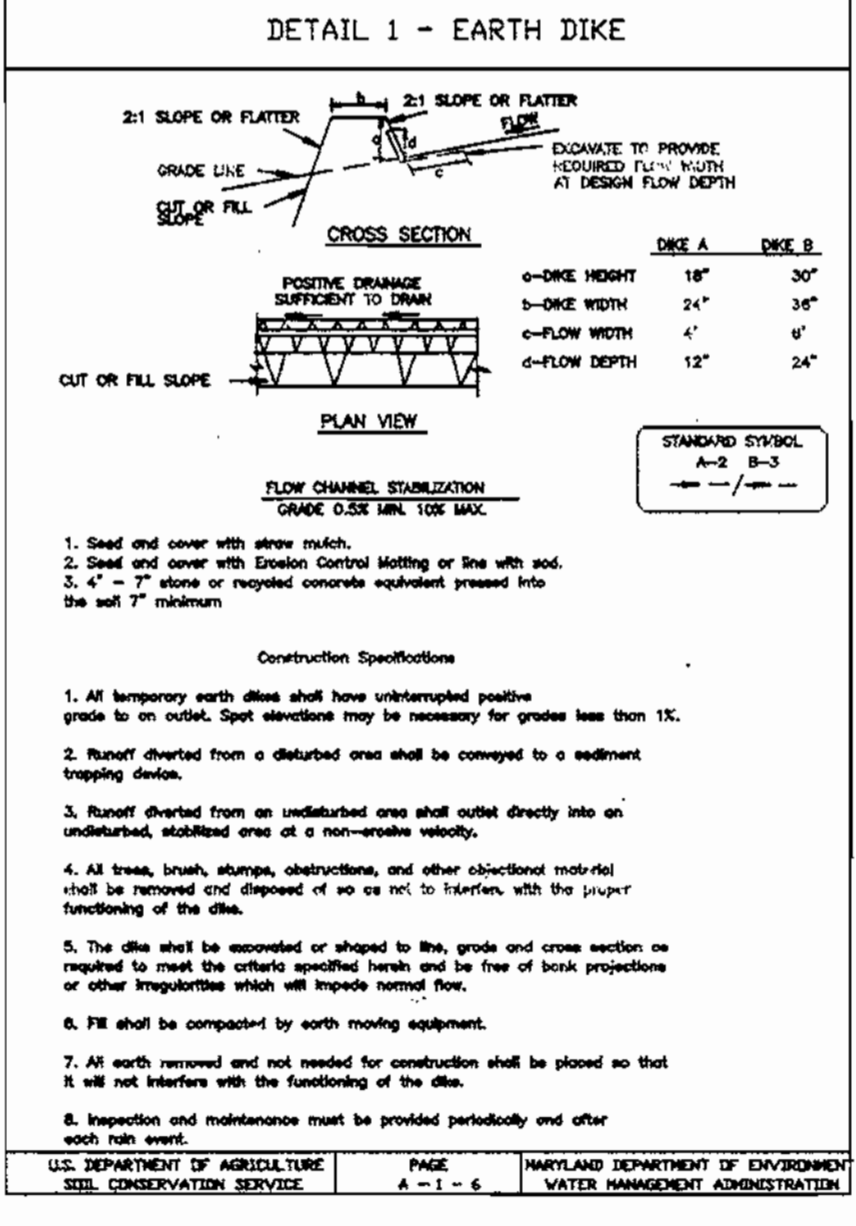 DETAIL 1 - EARTH DIKE
b
2:1 SLOPE OR FLATTER
2:1 SLOPE OR FLATTER
FLOW
a
d
EXCAVATE TO PROVIDE
REQUIRED FLOW WIDTH
AT DESIGN FLOW DEPTH
GRADE LINE
c
CUT OR FILL
SLOPE
CROSS SECTION
DIKE A DIKE B
a-DIKE HEIGHT 18" 30"
b-DIKE WIDTH 24" 36"
c-FLOW WIDTH 4'
d-FLOW DEPTH 12" 24"
POSITIVE DRAINAGE
SUFFICIENT TO DRAIN
CUT OR FILL SLOPE
PLAN VIEW
STANDARD SYMBOL
A-2 B-3
/
FLOW CHANNEL STABILIZATION
GRADE 0.5% MIN. 10% MAX.
1. Seed and cover with straw mulch.
2. Seed and cover with Erosion Control Matting or line with sod.
3. 4" - 7" stone or recycled concrete equivalent pressed into
the soil 7" minimum
Construction Specifications
1. All temporary earth dikes shall have uninterrupted positive
grade to an outlet. Spot elevations may be necessary for grades less than 1%.
2. Runoff diverted from a disturbed area shall be conveyed to a sediment
trapping device.
3. Runoff diverted from an undisturbed area shall outlet directly into an
undisturbed, stabilized area at a non-erosive velocity.
4. All trees, brush, stumps, obstructions, and other objectional material
shall be removed and disposed of so as not to interfere with the proper
functioning of the dike.
5. The dike shall be excavated or shaped to line, grade and cross section as
required to meet the criteria specified herein and be free of bank projections
or other irregularities which will impede normal flow.
6. Fill shall be compacted by earth moving equipment.
7. All earth removed and not needed for construction shall be placed so that
it will not interfere with the functioning of the dike.
8. Inspection and maintenance must be provided periodically and after
each rain event.
U.S. DEPARTMENT OF AGRICULTURE
SOIL CONSERVATION SERVICE
PAGE
A - 1 - 6
MARYLAND DEPARTMENT OF ENVIRONMENT
WATER MANAGEMENT ADMINISTRATION